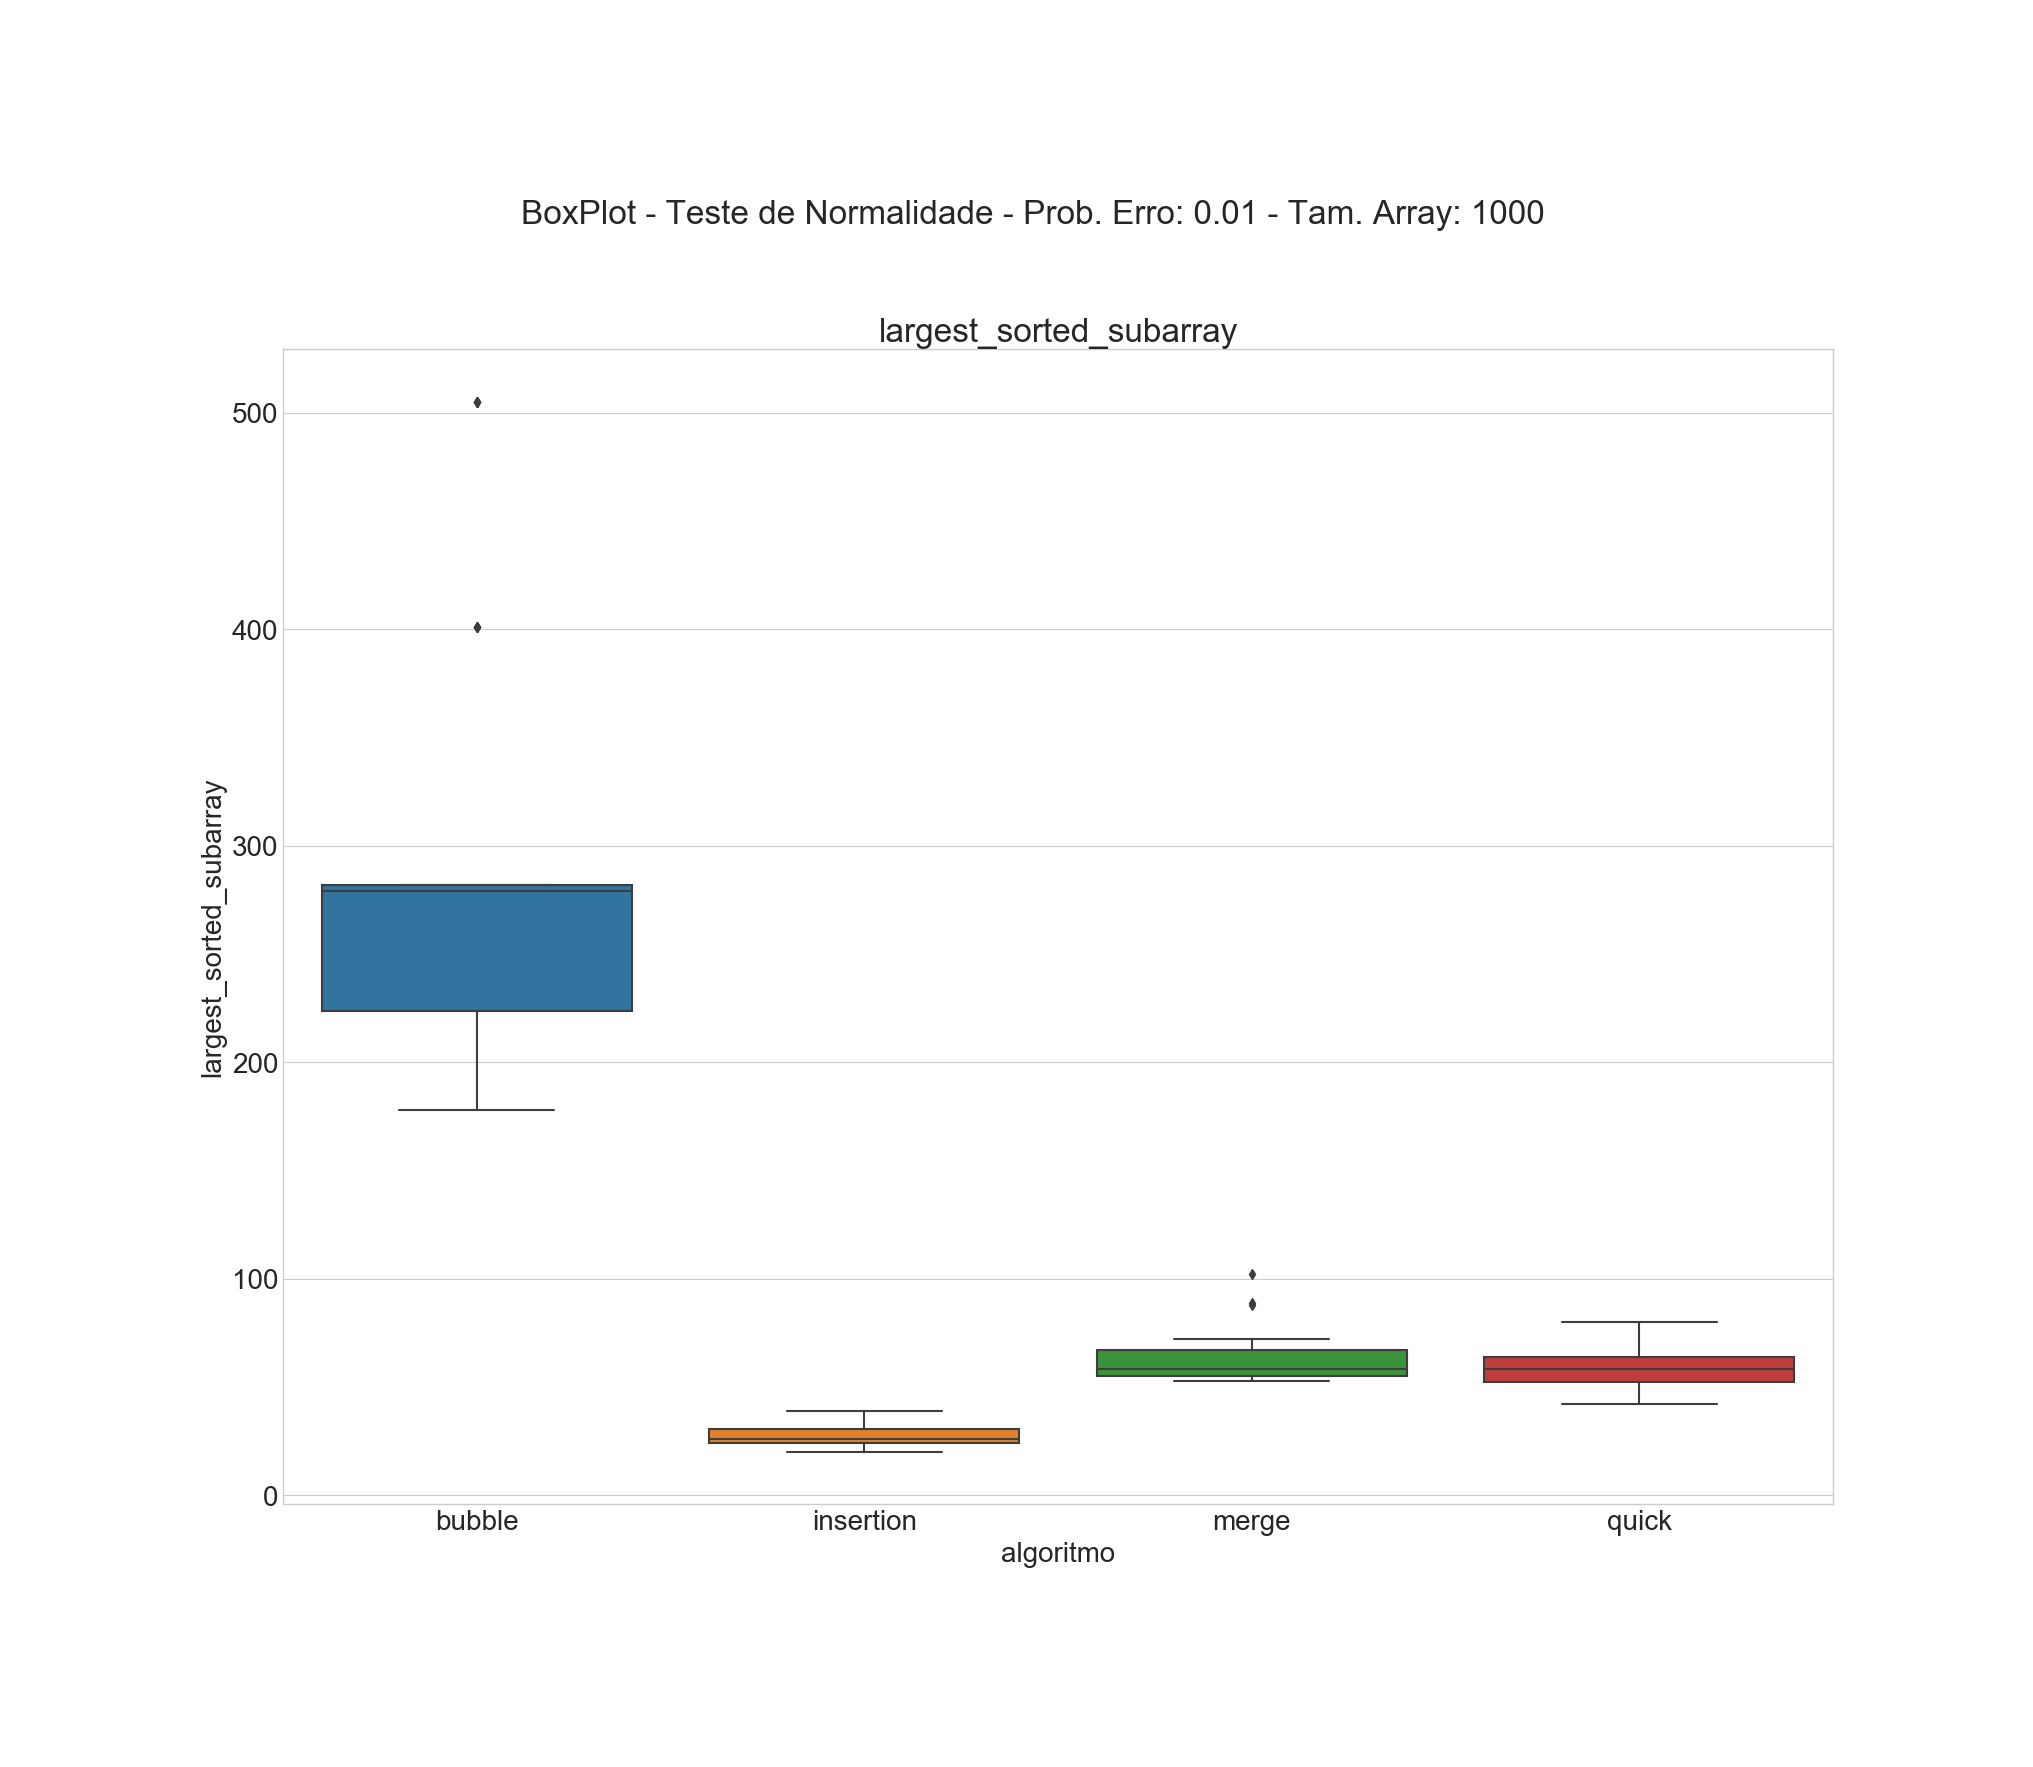 BoxPlot - Teste de Normalidade - Prob. Erro: 0.01 - Tam. Array: 1000
largest_sorted_subarray
500
400
300
200
100
0
largest_sorted_subarray
bubble insertion merge quick
algoritmo